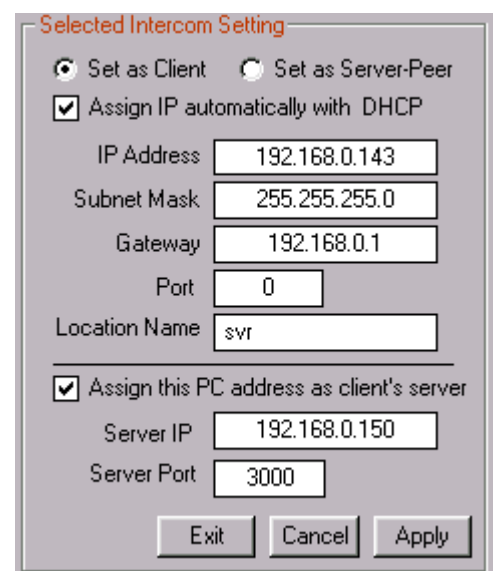 Selected Intercom Setting
Set as Client Set as Server-Peer
Assign IP automatically with DHCP
IP Address 192.168.0.143
Subnet Mask 255.255.255.0
Gateway 192.168.0.1
Port 0
Location Name svr
Assign this PC address as client's server
Server IP 192.168.0.150
Server Port 3000
Exit Cancel Apply